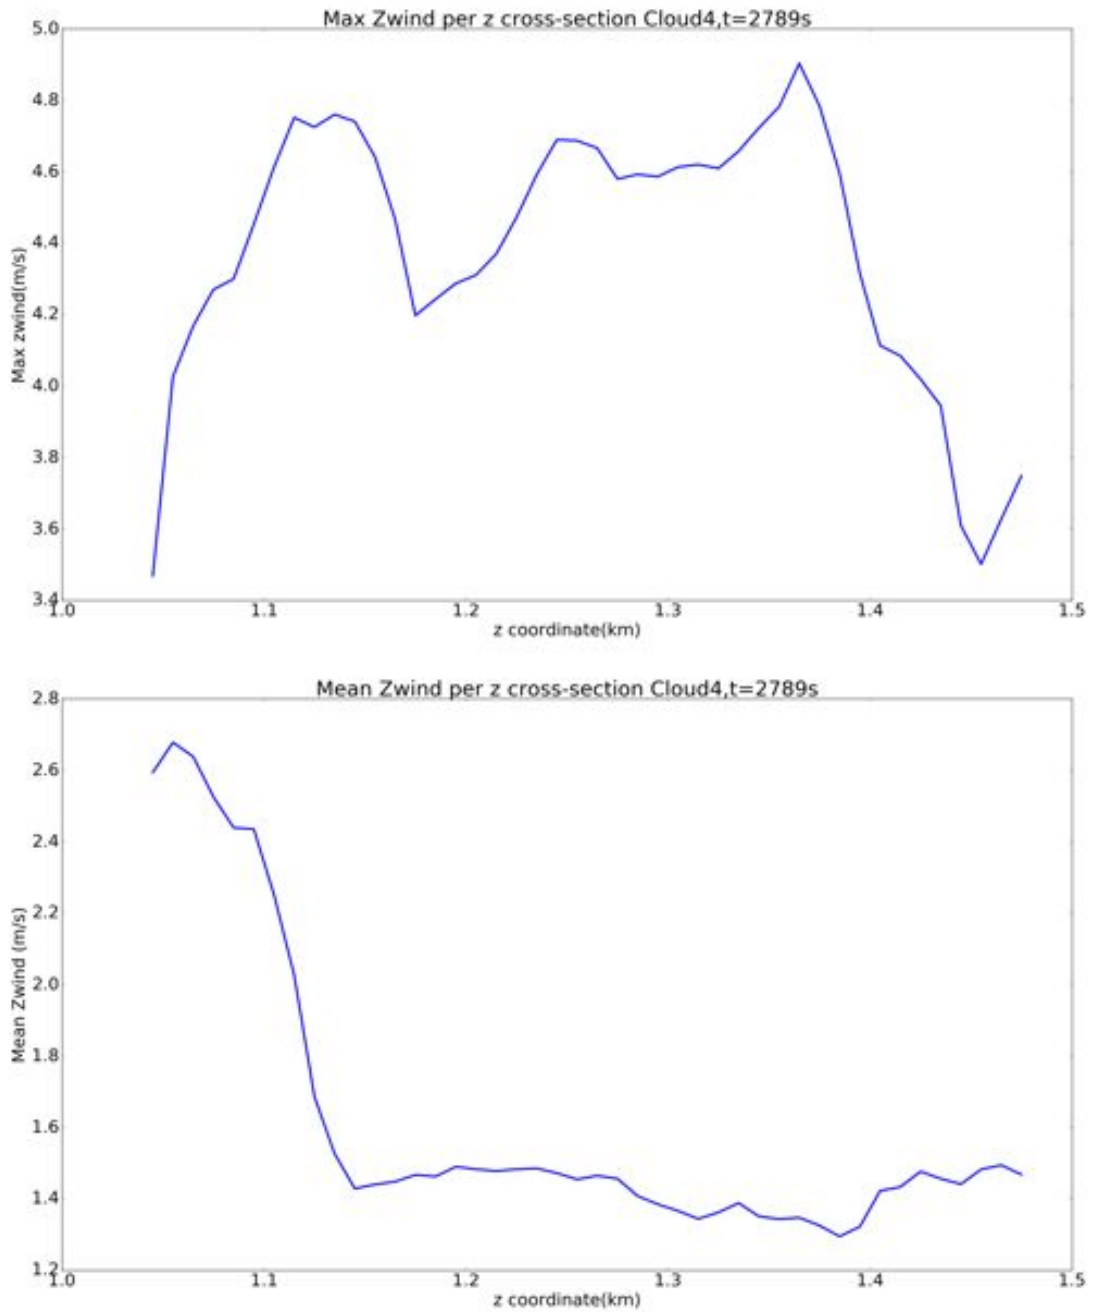 Max Zwind per z cross-section Cloud4,t=2789s
5.0
4.8
4.6
4.4
4.2
4.0
3.8
3.6
3.4
Max zwind(m/s)
1.0 1.1 1.2 1.3 1.4 1.5
z coordinate(km)
Mean Zwind per z cross-section Cloud4,t=2789s
2.8
2.6
2.4
2.2
2.0
1.8
1.6
1.4
1.2
Mean Zwind (m/s)
1.0 1.1 1.2 1.3 1.4 1.5
z coordinate(km)